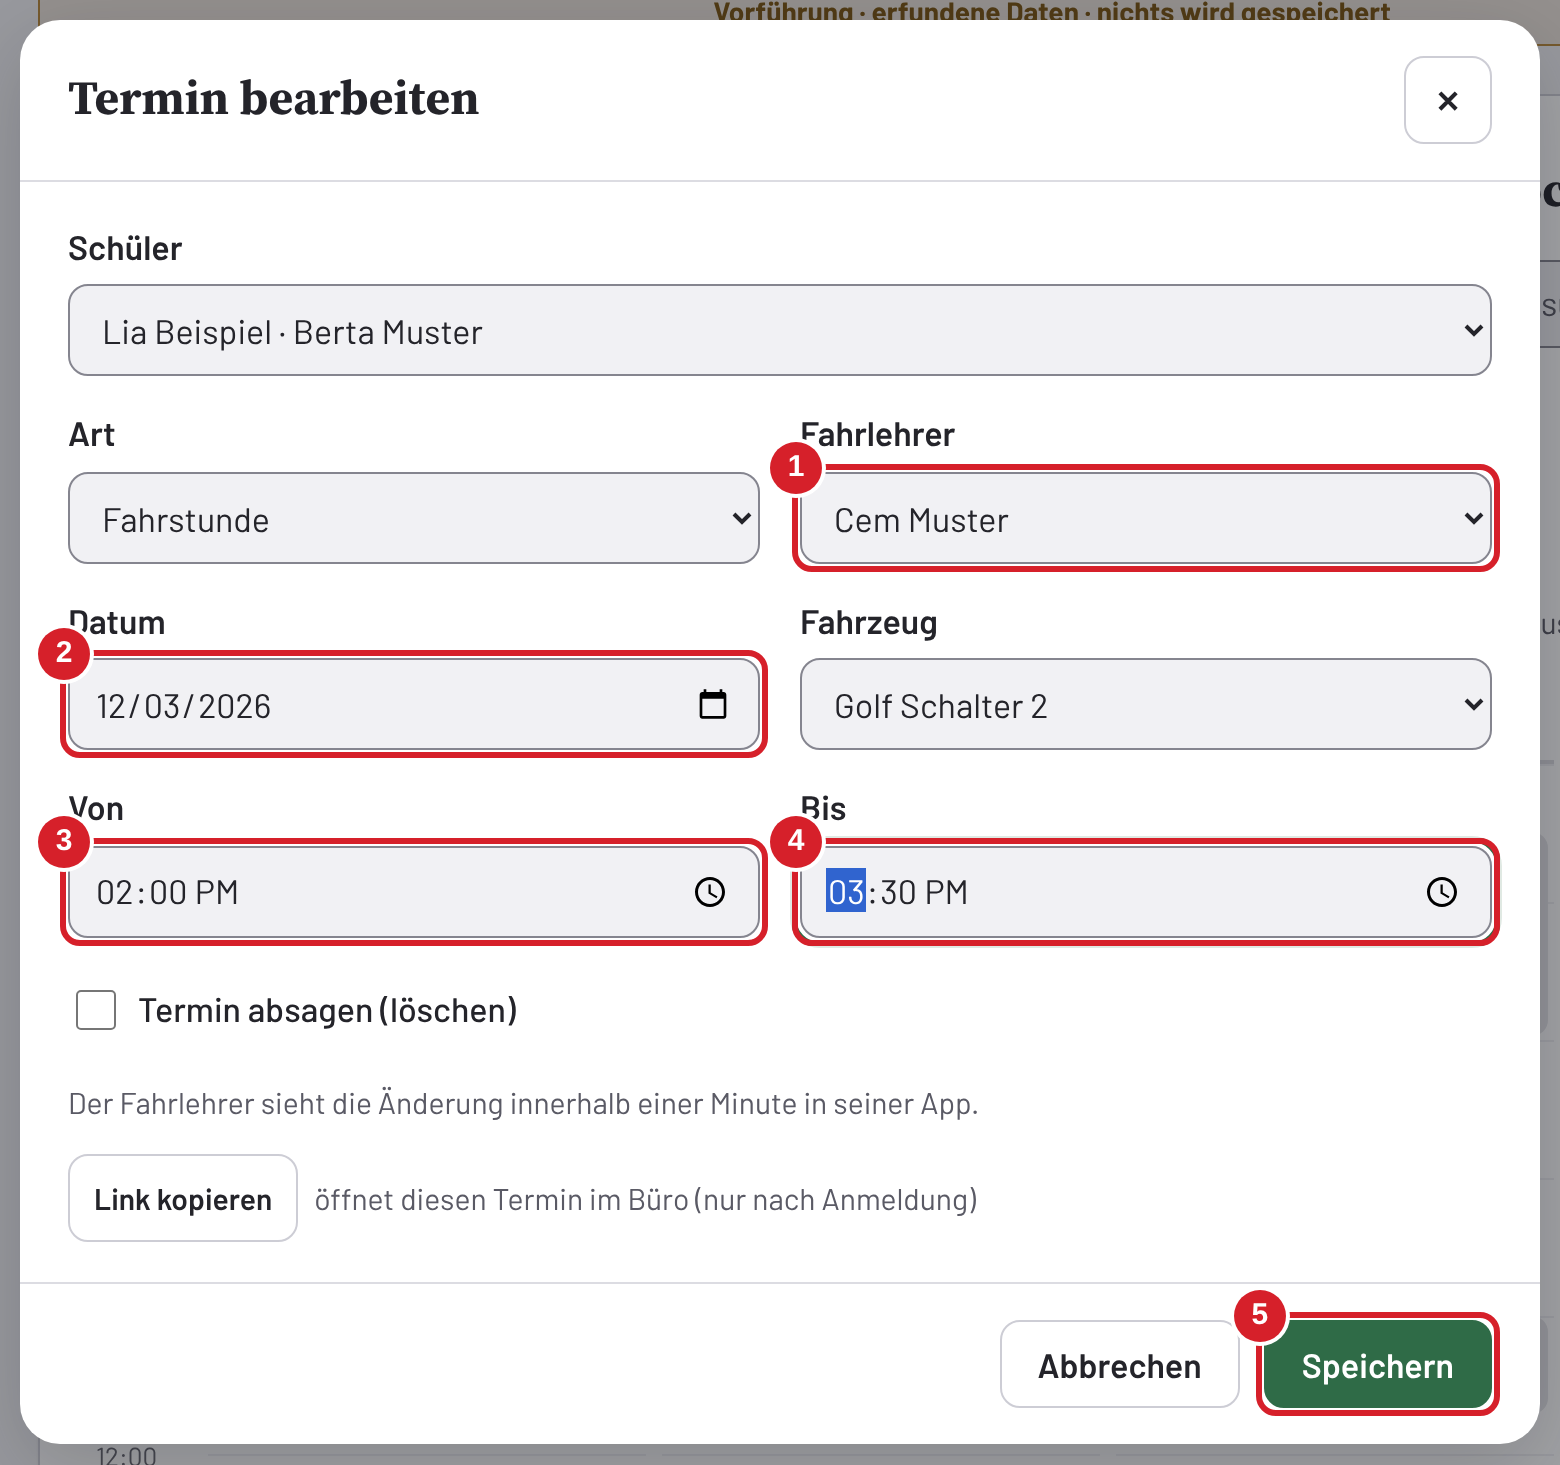 Vorführung · erfundene Daten · nichts wird gespeichert
Termin bearbeiten
×
Schüler
Lia Beispiel · Berta Muster
Art
Fahrlehrer
1
Fahrstunde
Cem Muster
Datum
Fahrzeug
2
12/03/2026
Golf Schalter 2
Von
Bis
3
4
02:00 PM
03:30 PM
Termin absagen (löschen)
Der Fahrlehrer sieht die Änderung innerhalb einer Minute in seiner App.
Link kopieren
öffnet diesen Termin im Büro (nur nach Anmeldung)
5
Abbrechen
Speichern
12:00